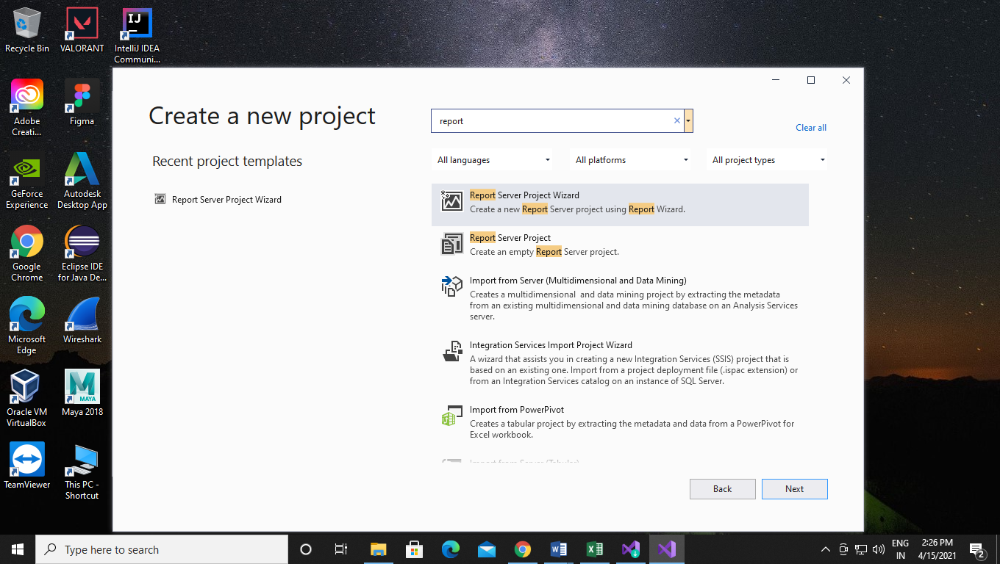 Recycle Bin
VALORANT
IntelliJ IDEA
Communi...
Adobe
Creati...
Figma
GeForce
Experience
Autodesk
Desktop App
Google
Chrome
Eclipse IDE
for Java De...
Microsoft
Edge
Wireshark
Oracle VM
VirtualBox
MAYA
Maya 2018
TeamViewer
This PC -
Shortcut
Create a new project
report
Clear all
Recent project templates
All languages
All platforms
All project types
Report Server Project Wizard
Report Server Project Wizard
Create a new Report Server project using Report Wizard.
Report Server Project
Create an empty Report Server project.
Import from Server (Multidimensional and Data Mining)
Creates a multidimensional and data mining project by extracting the metadata
from an existing multidimensional and data mining database on an Analysis Services
server.
Integration Services Import Project Wizard
A wizard that assists you in creating a new Integration Services (SSIS) project that is
based on an existing one. Import from a project deployment file (.ispac extension) or
from an Integration Services catalog on an instance of SQL Server.
Import from PowerPivot
Creates a tabular project by extracting the metadata and data from a PowerPivot for
Excel workbook.
Import from Server (Tabular)
Back
Next
Type here to search
ENG
IN
2:26 PM
4/15/2021
2